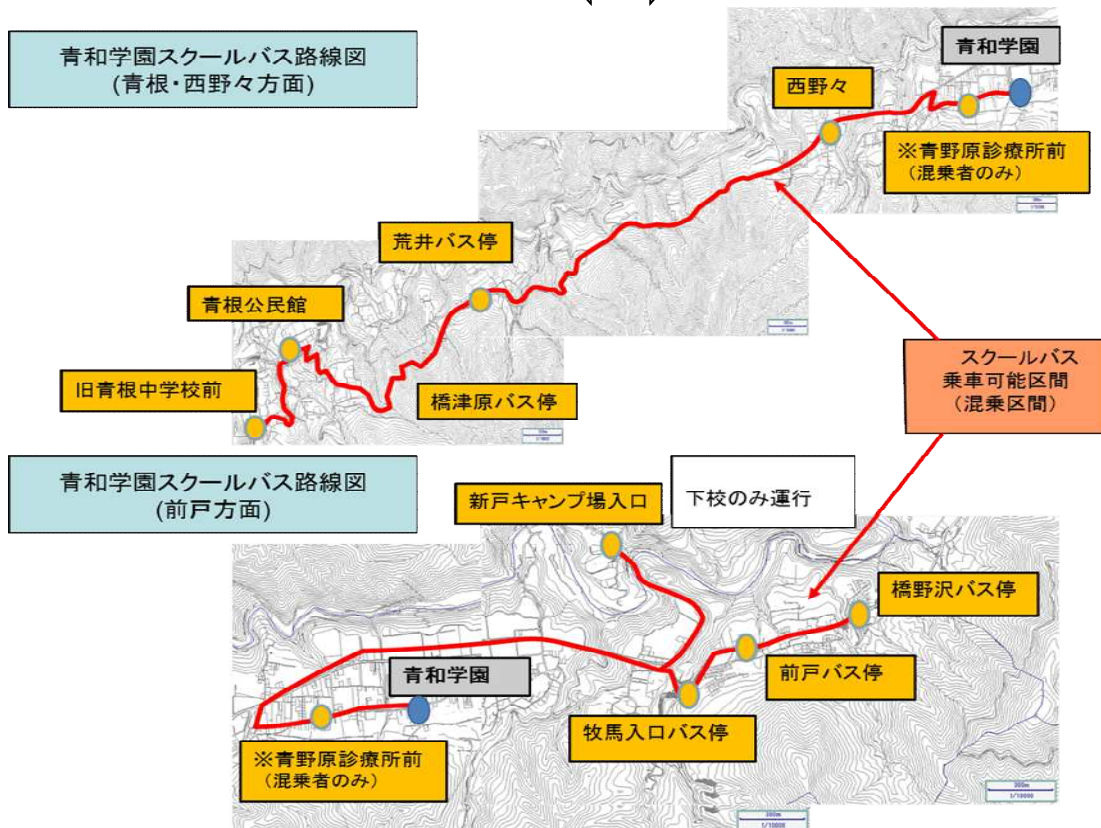 青和学園スクールバス路線図
(青根・西野々方面)
青和学園
西野々
※青野原診療所前
（混乗者のみ）
荒井バス停
青根公民館
旧青根中学校前
橋津原バス停
スクールバス
乗車可能区間
（混乗区間）
青和学園スクールバス路線図
(前戸方面)
新戸キャンプ場入口
下校のみ運行
橋野沢バス停
前戸バス停
青和学園
牧馬入口バス停
※青野原診療所前
（混乗者のみ）
300m
1/10000
300m
1/10000